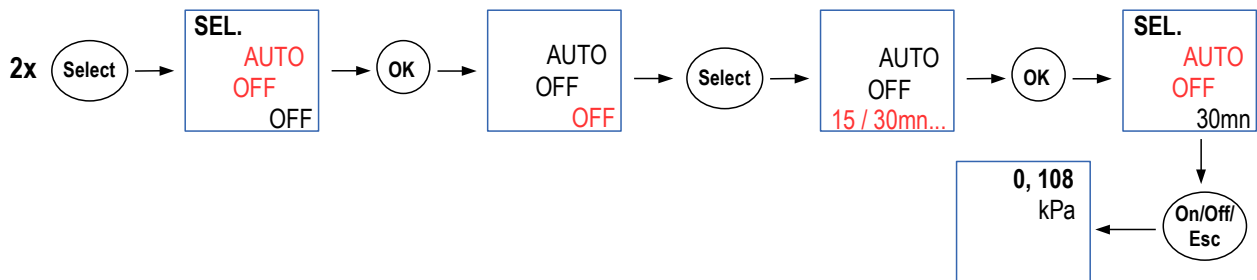 2x
Select
SEL.
AUTO
OFF
OFF
OK
AUTO
OFF
OFF
Select
AUTO
OFF
15 / 30mn...
OK
SEL.
AUTO
OFF
30mn
On/Off/
Esc
0, 108
kPa